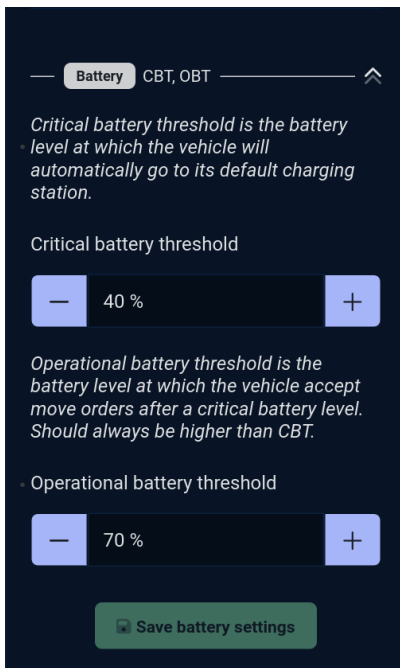 Battery CBT, OBT
Critical battery threshold is the battery
level at which the vehicle will
automatically go to its default charging
station.
Critical battery threshold
40 %
Operational battery threshold is the
battery level at which the vehicle accept
move orders after a critical battery level.
Should always be higher than CBT.
Operational battery threshold
70 %
Save battery settings